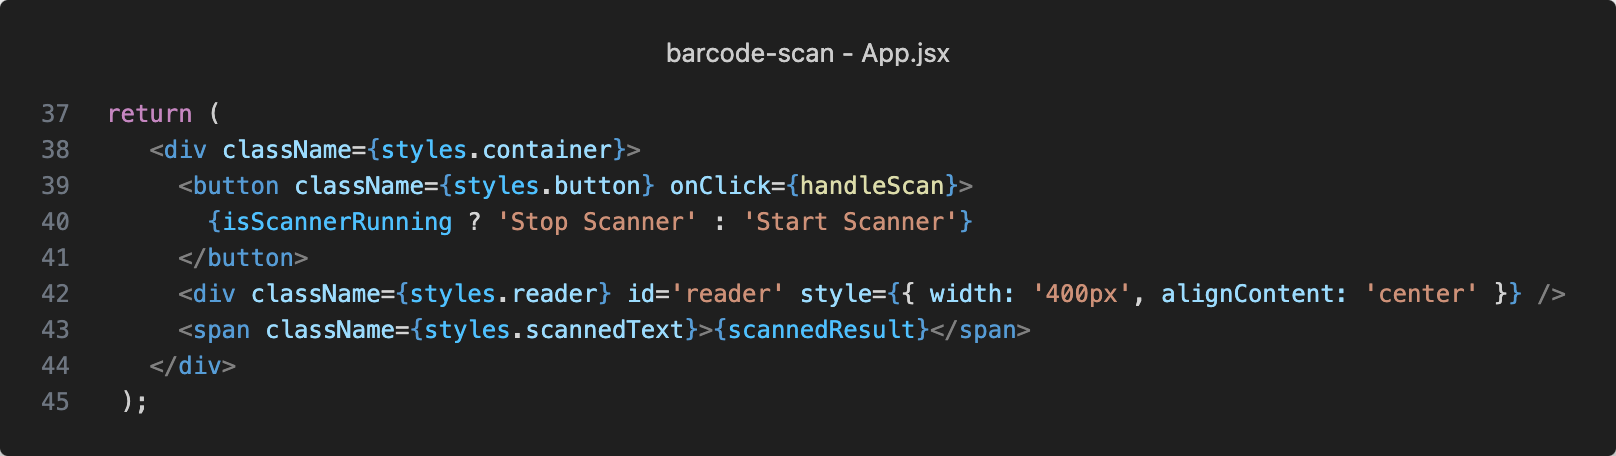 barcode-scan - App.jsx
37 return (
38 <div className={styles.container}>
39 <button className={styles.button} onClick={handleScan}>
40 {isScannerRunning ? 'Stop Scanner' : 'Start Scanner'}
41 </button>
42 <div className={styles.reader} id='reader' style={{ width: '400px', alignContent: 'center' }} />
43 <span className={styles.scannedText}>{scannedResult}</span>
44 </div>
45 );